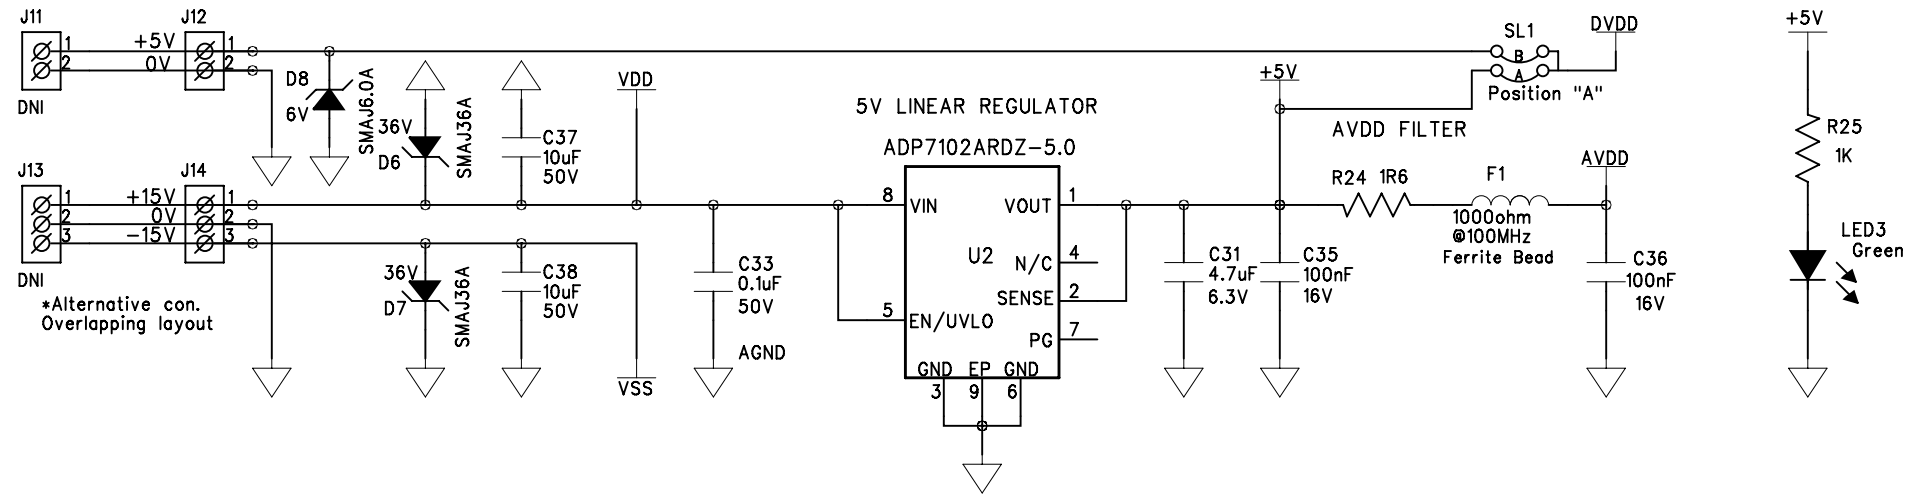 J11
J12
1
+5V
1
2
0V
2
DNI
D8
6V
SMAJ6.0A
J13
J14
1
+15V
1
2
0V
2
3
-15V
3
DNI
*Alternative con.
Overlapping layout
36V
D6
SMAJ36A
C37
10uF
50V
36V
D7
SMAJ36A
C38
10uF
50V
VDD
VSS
C33
0.1uF
50V
AGND
5V LINEAR REGULATOR
ADP7102ARDZ-5.0
8
VIN
VOUT
1
U2
N/C
4
SENSE
2
5
EN/UVLO
PG
7
GND
EP
GND
3
9
6
C31
4.7uF
6.3V
C35
100nF
16V
+5V
AVDD FILTER
R24
1R6
F1
1000ohm
@100MHz
Ferrite Bead
SL1
B
A
Position "A"
DVDD
AVDD
C36
100nF
16V
+5V
R25
1K
LED3
Green